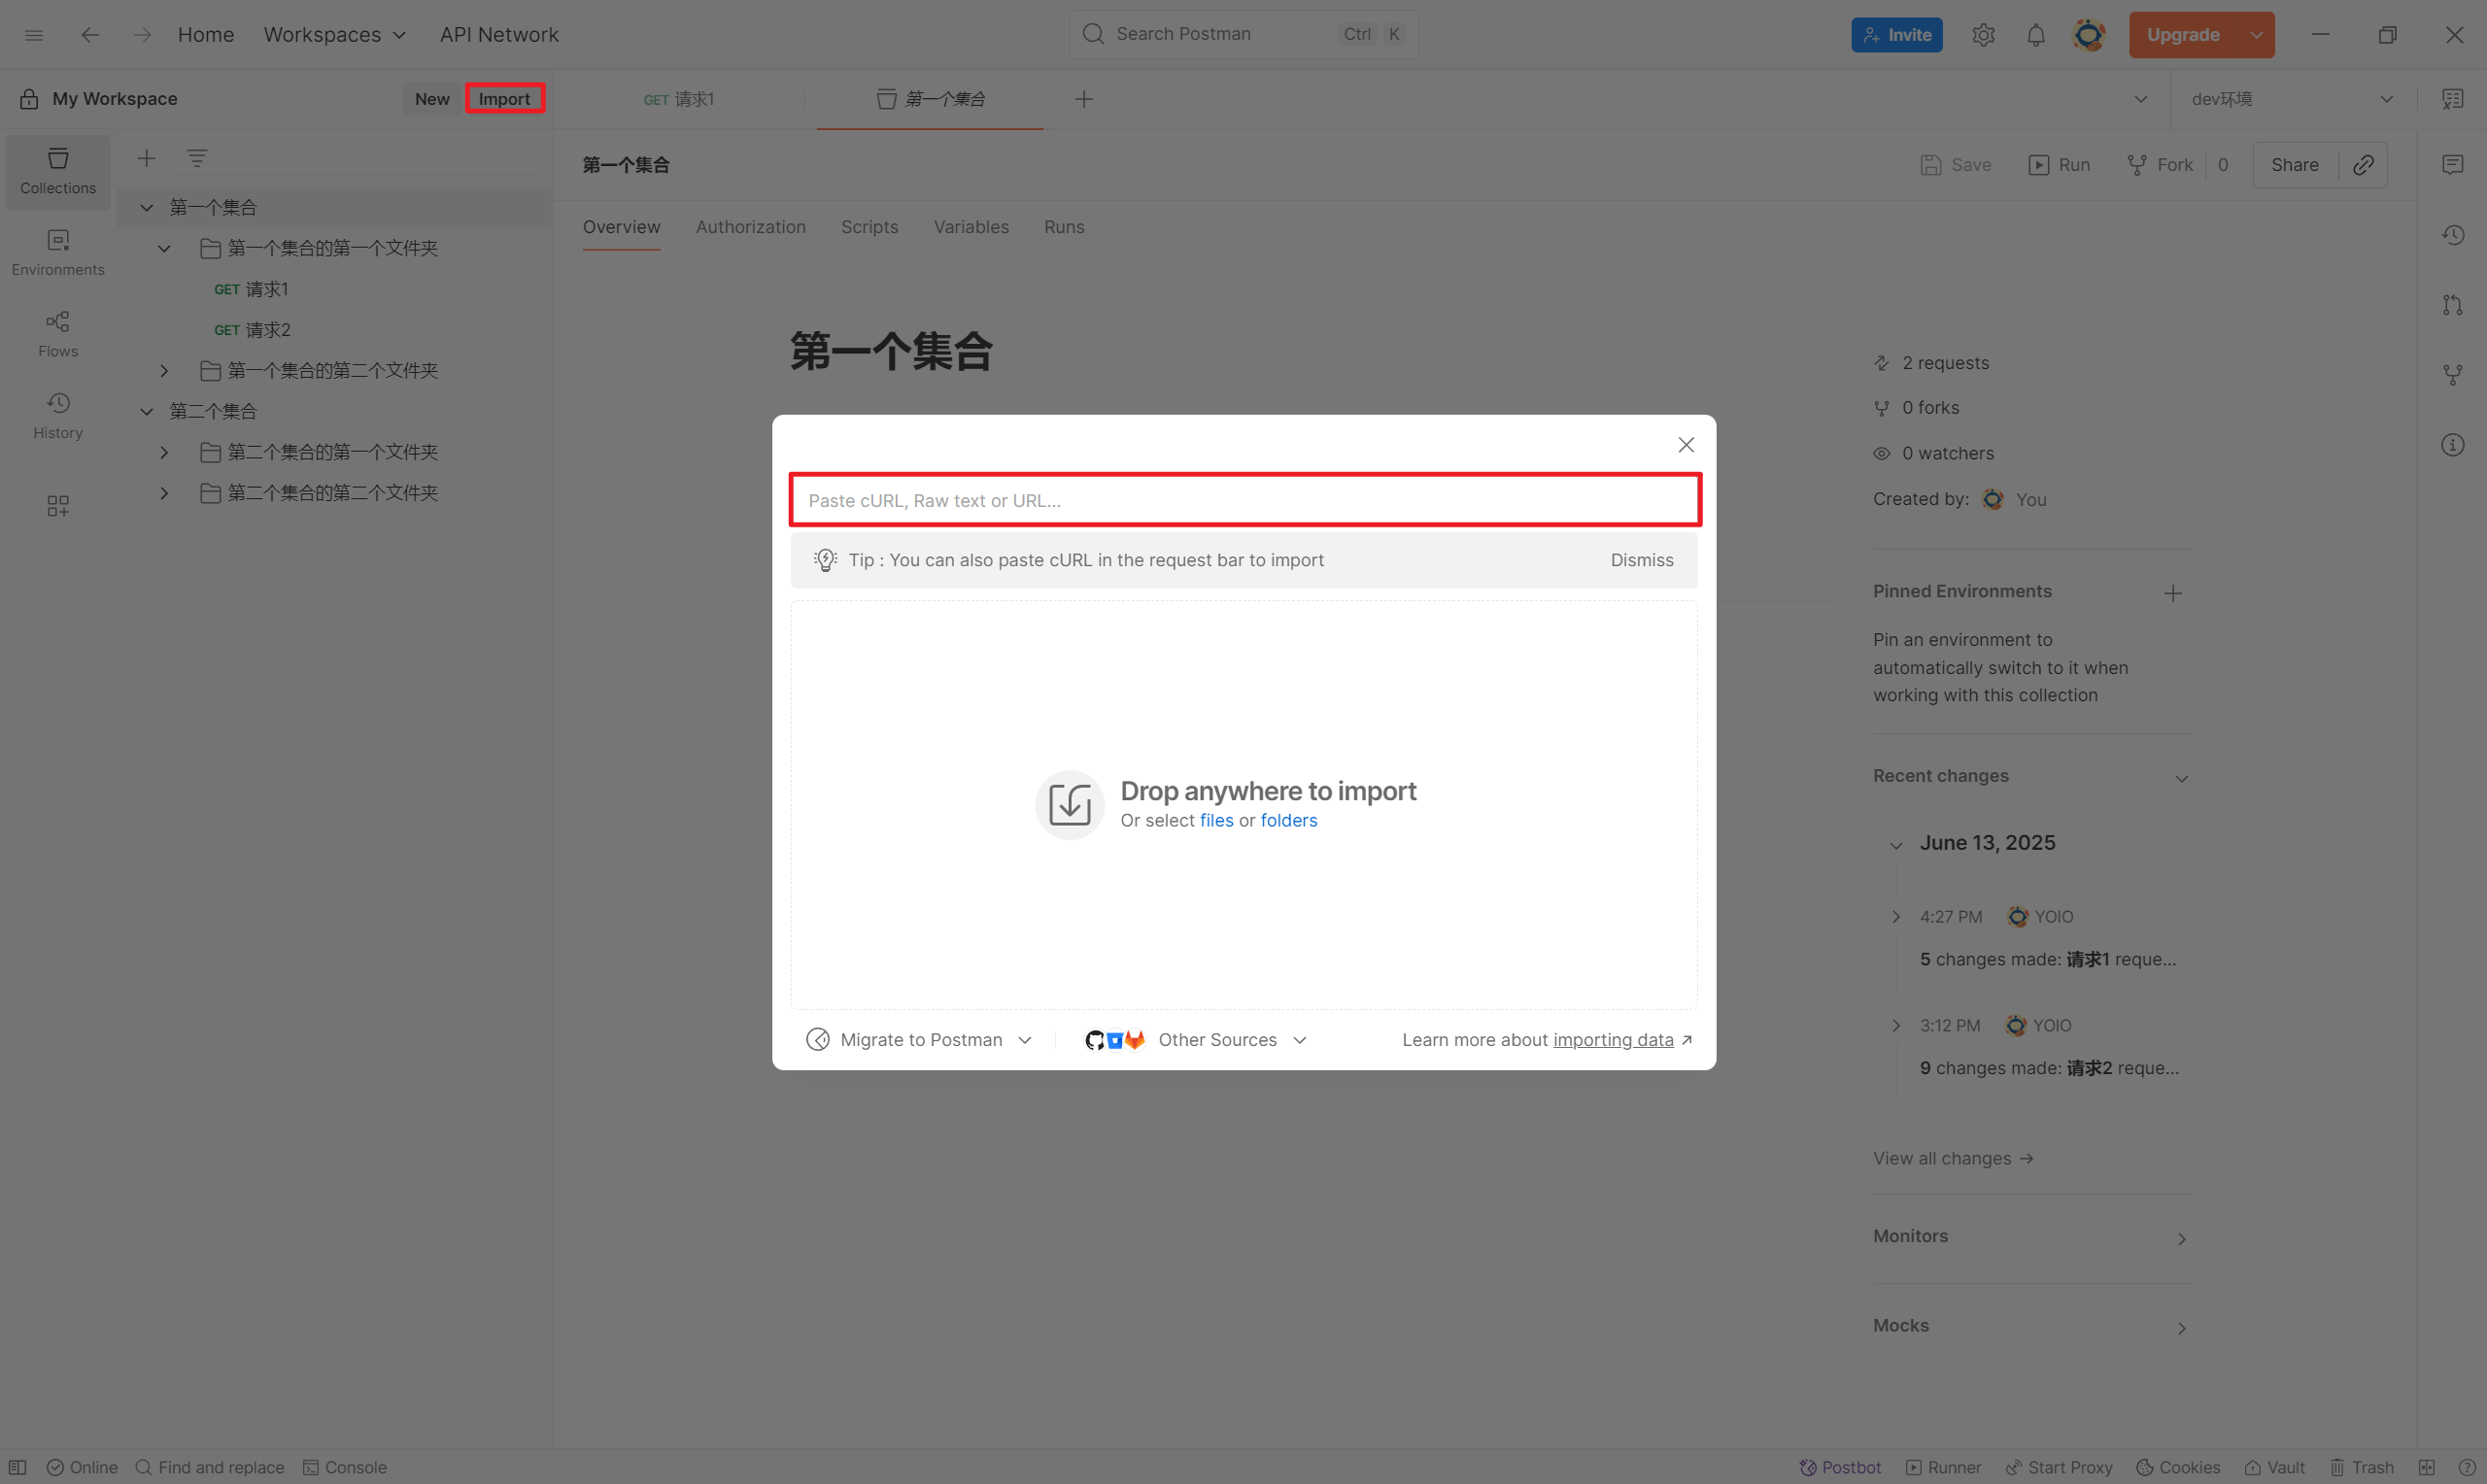 Home Workspaces API Network Search Postman Ctrl K Invite Upgrade
My Workspace New Import GET 请求1 第一个集合 dev环境
Collections
Environments
Flows
History
第一个集合
第一个集合的第一个文件夹
GET 请求1
GET 请求2
第一个集合的第二个文件夹
第二个集合
第二个集合的第一个文件夹
第二个集合的第二个文件夹
第一个集合 Save Run Fork 0 Share
Overview Authorization Scripts Variables Runs
第一个集合
Paste cURL, Raw text or URL...
Tip : You can also paste cURL in the request bar to import Dismiss
Drop anywhere to import
Or select files or folders
Migrate to Postman Other Sources Learn more about importing data
2 requests
0 forks
0 watchers
Created by: You
Pinned Environments
Pin an environment to
automatically switch to it when
working with this collection
Recent changes
June 13, 2025
4:27 PM YOIO
5 changes made: 请求1 reque...
3:12 PM YOIO
9 changes made: 请求2 reque...
View all changes
Monitors
Mocks
Online Find and replace Console Postbot Runner Start Proxy Cookies Vault Trash